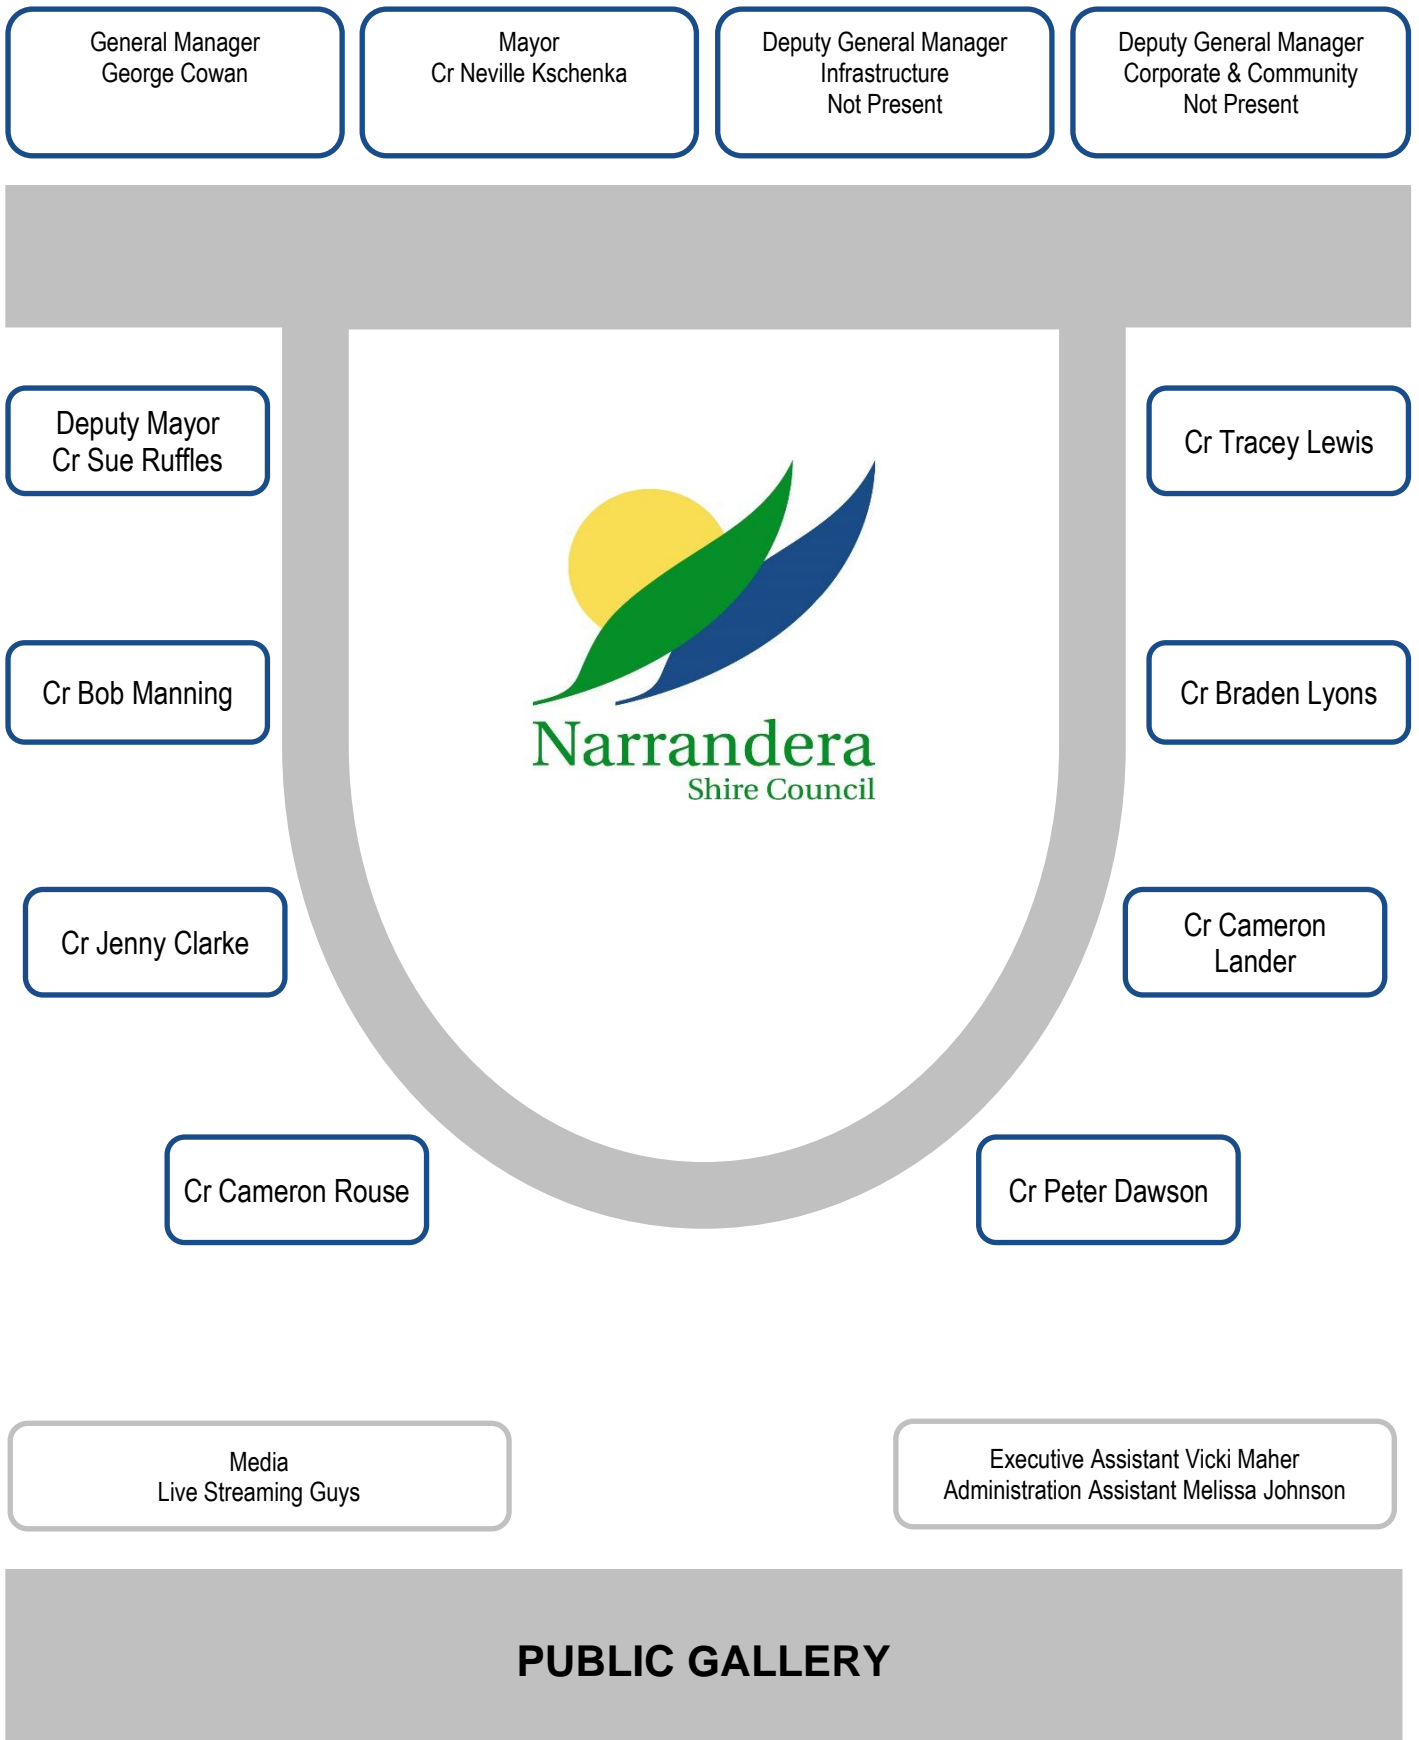 General Manager
George Cowan
Mayor
Cr Neville Kschenka
Deputy General Manager
Infrastructure
Not Present
Deputy General Manager
Corporate & Community
Not Present
Deputy Mayor
Cr Sue Ruffles
Cr Tracey Lewis
Cr Bob Manning
Cr Braden Lyons
Narrandera
Shire Council
Cr Jenny Clarke
Cr Cameron
Lander
Cr Cameron Rouse
Cr Peter Dawson
Media
Live Streaming Guys
Executive Assistant Vicki Maher
Administration Assistant Melissa Johnson
PUBLIC GALLERY